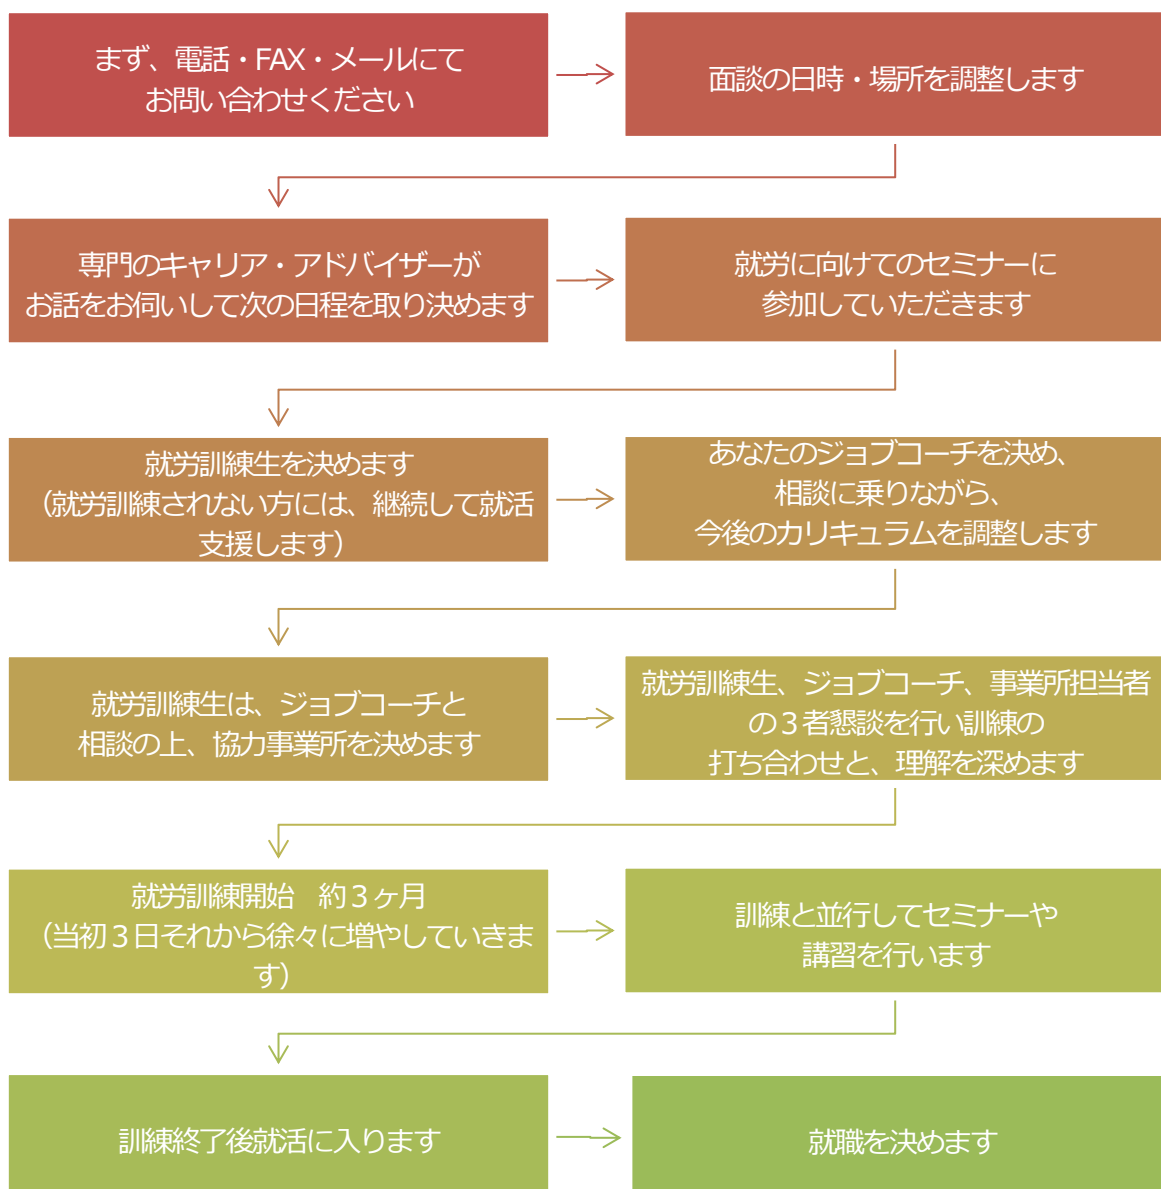 まず、電話・FAX・メールにて
お問い合わせください
面談の日時・場所を調整します
専門のキャリア・アドバイザーが
お話をお伺いして次の日程を取り決めます
就労に向けてのセミナーに
参加していただきます
就労訓練生を決めます
（就労訓練されない方には、継続して就活
支援します）
あなたのジョブコーチを決め、
相談に乗りながら、
今後のカリキュラムを調整します
就労訓練生は、ジョブコーチと
相談の上、協力事業所を決めます
就労訓練生、ジョブコーチ、事業所担当者
の３者懇談を行い訓練の
打ち合わせと、理解を深めます
就労訓練開始　約３ヶ月
（当初３日それから徐々に増やしていきま
す）
訓練と並行してセミナーや
講習を行います
訓練終了後就活に入ります
就職を決めます